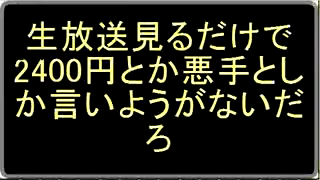 生放送見るだけで
2400円とか悪手とし
か言いようがないだ
ろ